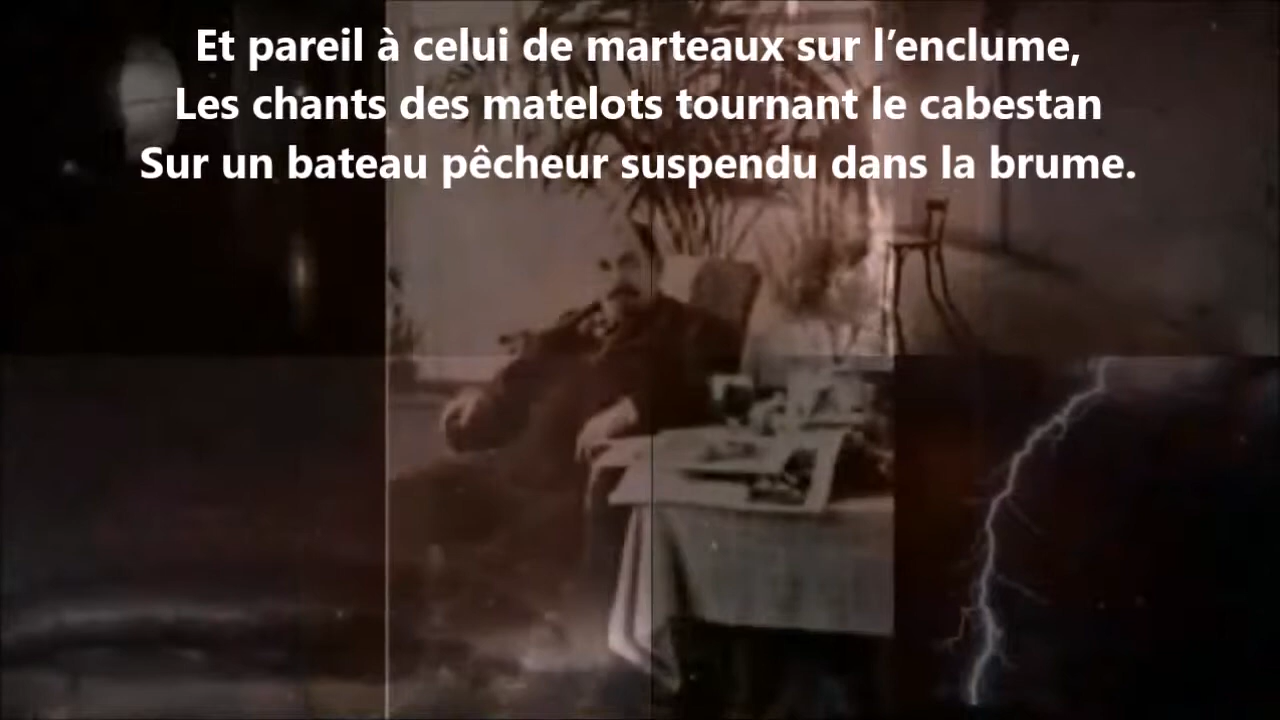 Et pareil à celui de marteaux sur l’enclume,
Les chants des matelots tournant le cabestan
Sur un bateau pêcheur suspendu dans la brume.